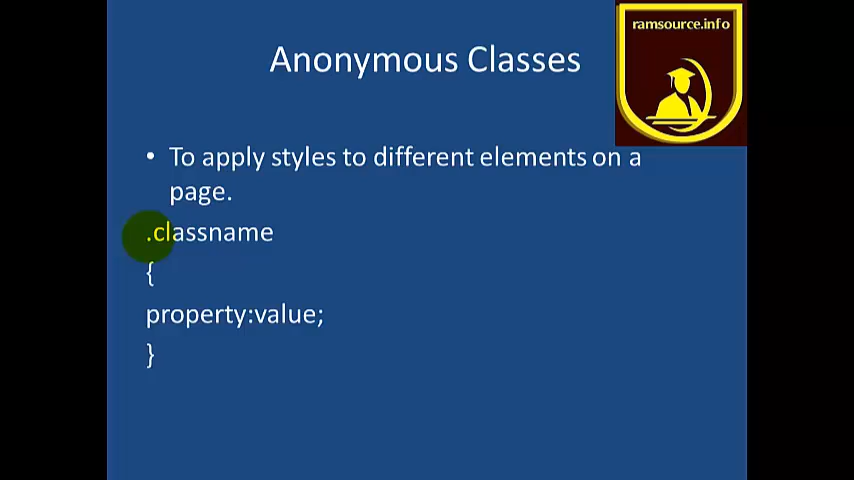 ramsource.info
Anonymous Classes
• To apply styles to different elements on a
page.
.classname
{
property:value;
}